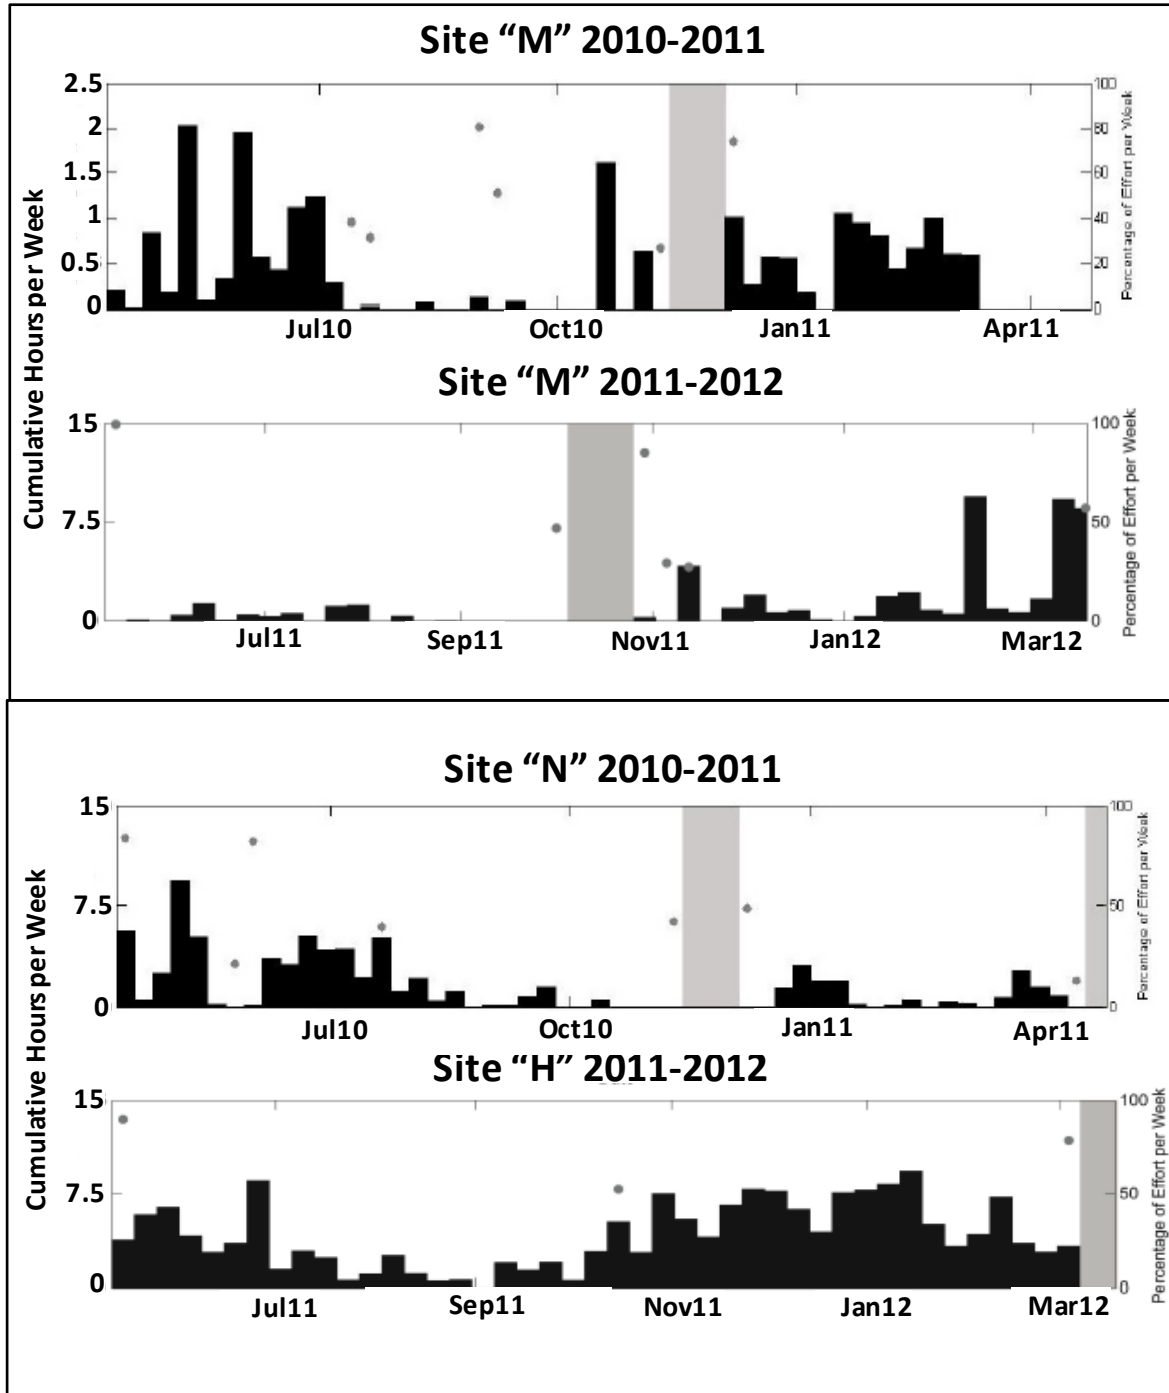 Site “M” 2010-2011
2.5
2
1.5
1
0.5
0
100
80
60
40
20
0
Jul10 Oct10 Jan11 Apr11
Percentage of Effort per Week
Site “M” 2011-2012
15
7.5
0
100
50
0
Jul11 Sep11 Nov11 Jan12 Mar12
Percentage of Effort per Week
Cumulative Hours per Week
Site “N” 2010-2011
15
7.5
0
100
50
0
Jul10 Oct10 Jan11 Apr11
Percentage of Effort per Week
Site “H” 2011-2012
15
7.5
0
100
50
0
Jul11 Sep11 Nov11 Jan12 Mar12
Percentage of Effort per Week
Cumulative Hours per Week